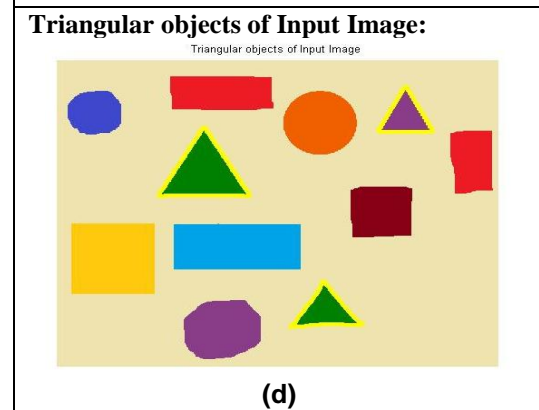 Triangular objects of Input Image:
Triangular objects of Input Image
(d)